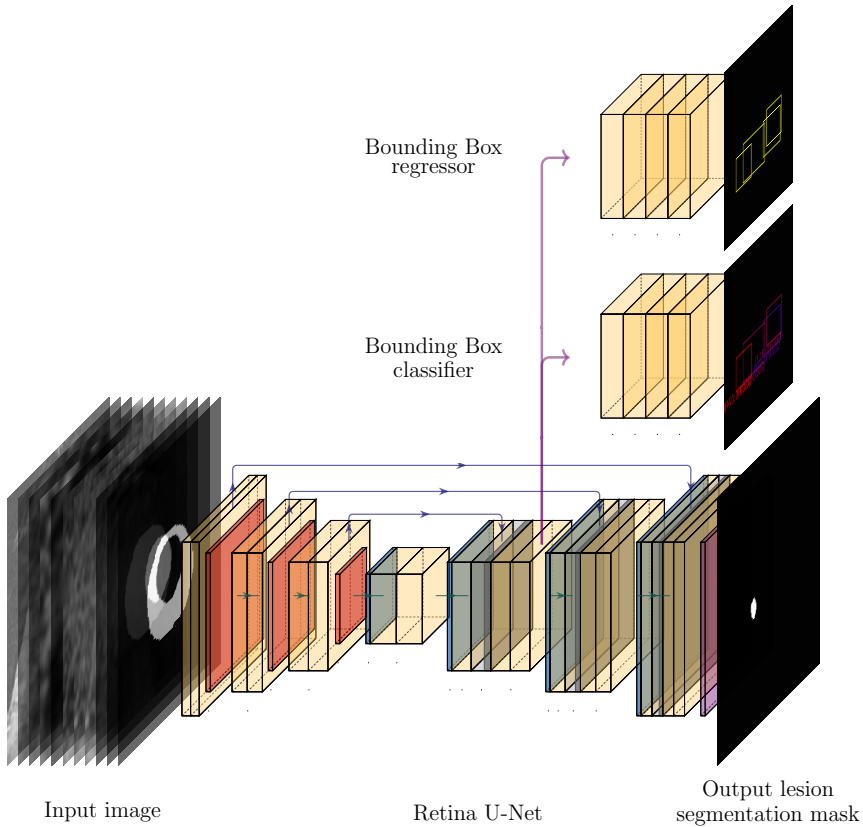 Bounding Box
regressor
Bounding Box
classifier
Input image
Retina U-Net
Output lesion
segmentation mask